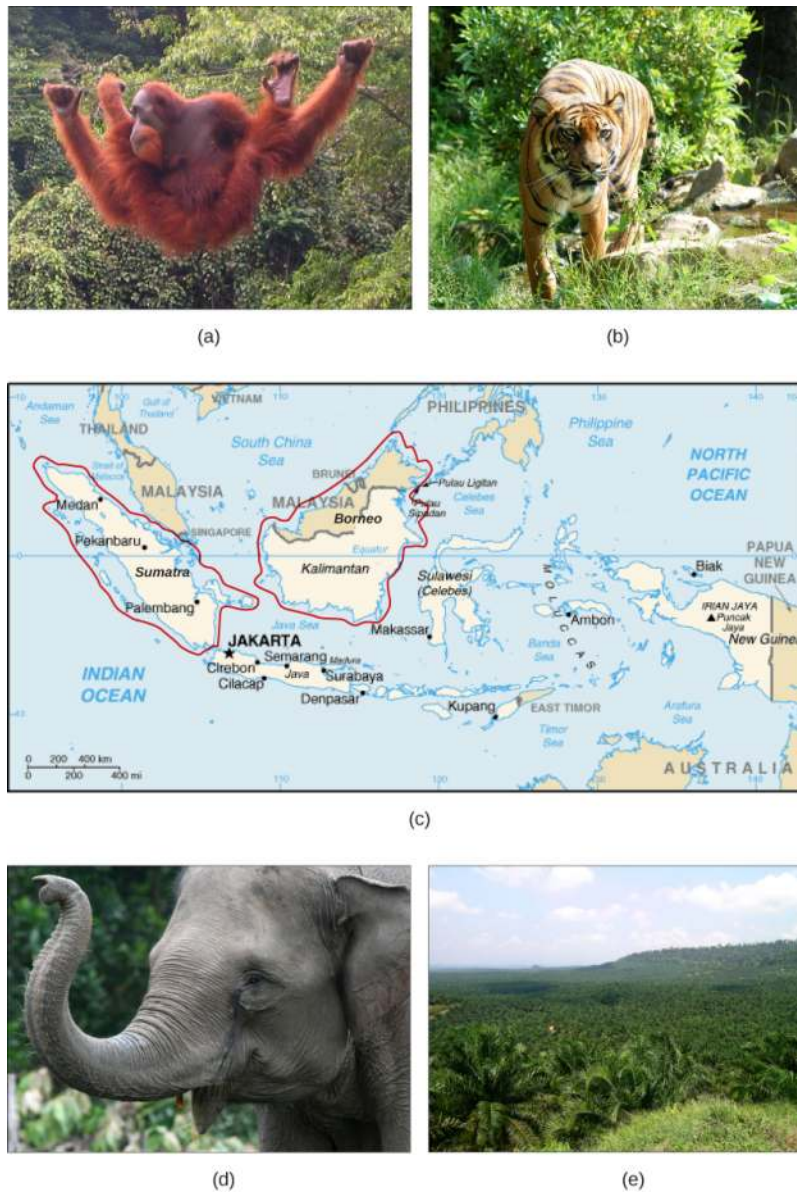 (a)
(b)
Andaman
Sea
THAILAND
Gulf of
Thailand
VIETNAM
South China
Sea
PHILIPPINES
Philippine
Sea
NORTH
PACIFIC
OCEAN
Strait of
Malacca
MALAYSIA
BRUNEI
MALAYSIA
Pulau Ligitan
Pulau
Sipadan
Celebes
Sea
Medan
SINGAPORE
Borneo
Pekanbaru
Equator
PAPUA
NEW
GUINEA
Biak
Sumatra
Kalimantan
Sulawesi
(Celebes)
MOLUCCAS
IRIAN JAYA
Puncak
Jaya
New Guinea
Palembang
Ambon
Java Sea
Makassar
Banda
Sea
JAKARTA
Cirebon
Semarang
Madura
Java
Surabaya
Cilacap
Denpasar
INDIAN
OCEAN
Kupang
EAST TIMOR
Timor
Sea
Arafura
Sea
AUSTRALIA
0 200 400 km
0 200 400 mi
(c)
(d)
(e)